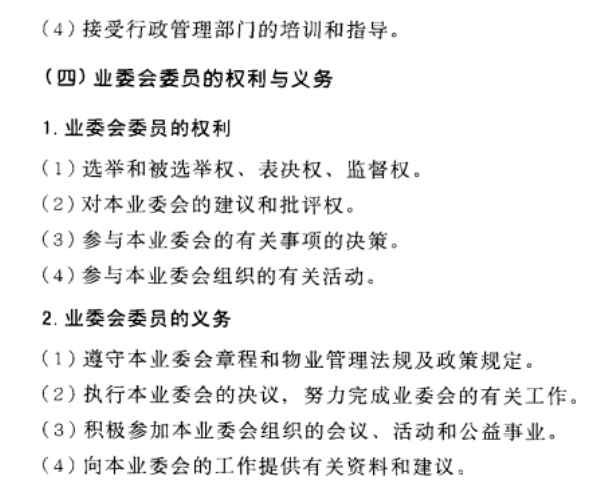 （4）接受行政管理部门的培训和指导。
（四）业委会委员的权利与义务
1. 业委会委员的权利
（1）选举和被选举权、表决权、监督权。
（2）对本业委会的建议和批评权。
（3）参与本业委会的有关事项的决策。
（4）参与本业委会组织的有关活动。
2. 业委会委员的义务
（1）遵守本业委会章程和物业管理法规及政策规定。
（2）执行本业委会的决议，努力完成业委会的有关工作。
（3）积极参加本业委会组织的会议、活动和公益事业。
（4）向本业委会的工作提供有关资料和建议。